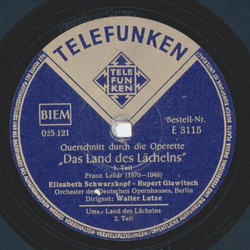 TELEFUNKEN
TELE
FUN
KEN
BIEM
025 121
Bestell-Nr.
E 3115
Querschnitt durch die Operette
„Das Land des Lächelns"
1. Teil
Franz Lehár (1870-1948)
Elisabeth Schwarzkopf - Rupert Glawitsch
Orchester des Deutschen Opernhauses, Berlin
Dirigent: Walter Lutze
Ums.: Land des Lächelns
2. Teil